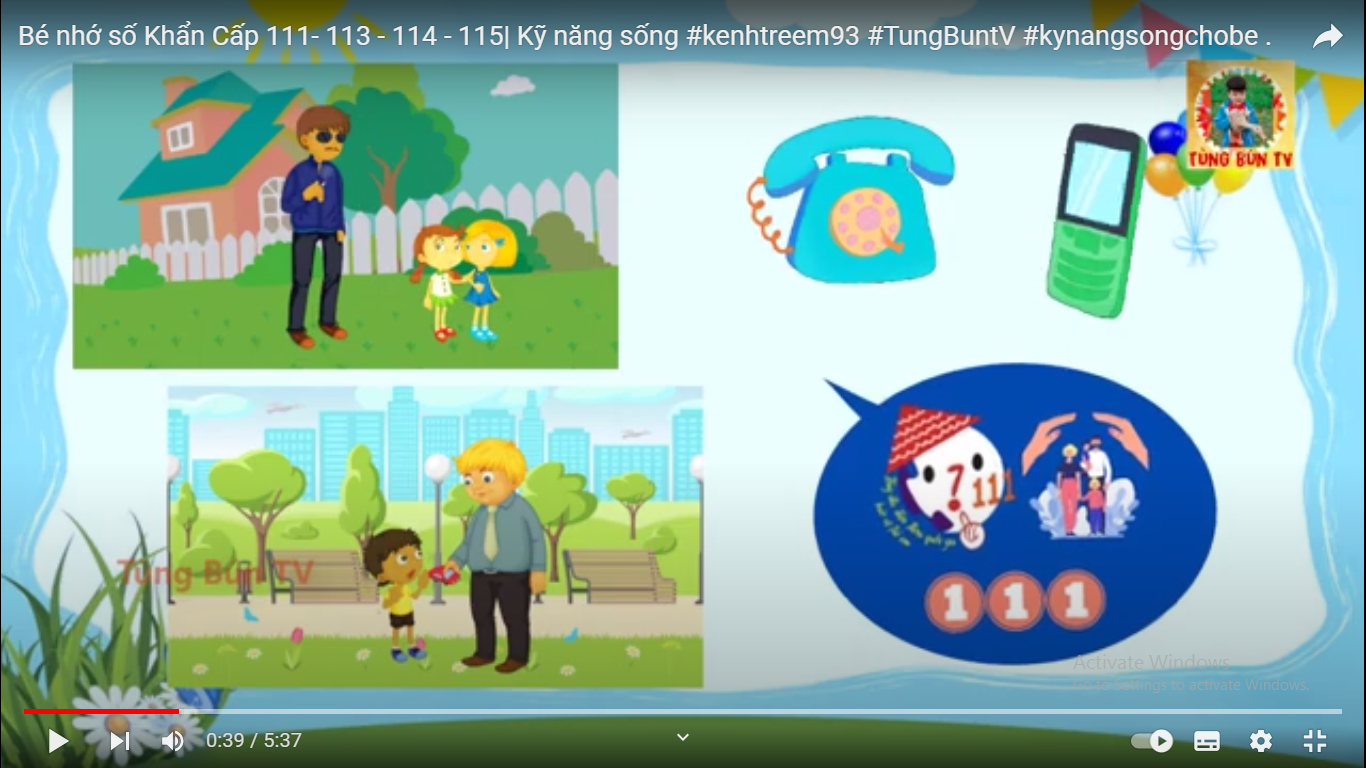 Bé nhớ số Khẩn Cấp 111- 113 - 114 - 115| Kỹ năng sống #kenhtreem93 #TungBuntV #kynangsongchobe .
TÙNG BÚN TV
?
111
Tùng Bún TV
1 1 1
Activate Windows
Go to Settings to activate Windows.
0:39 / 5:37